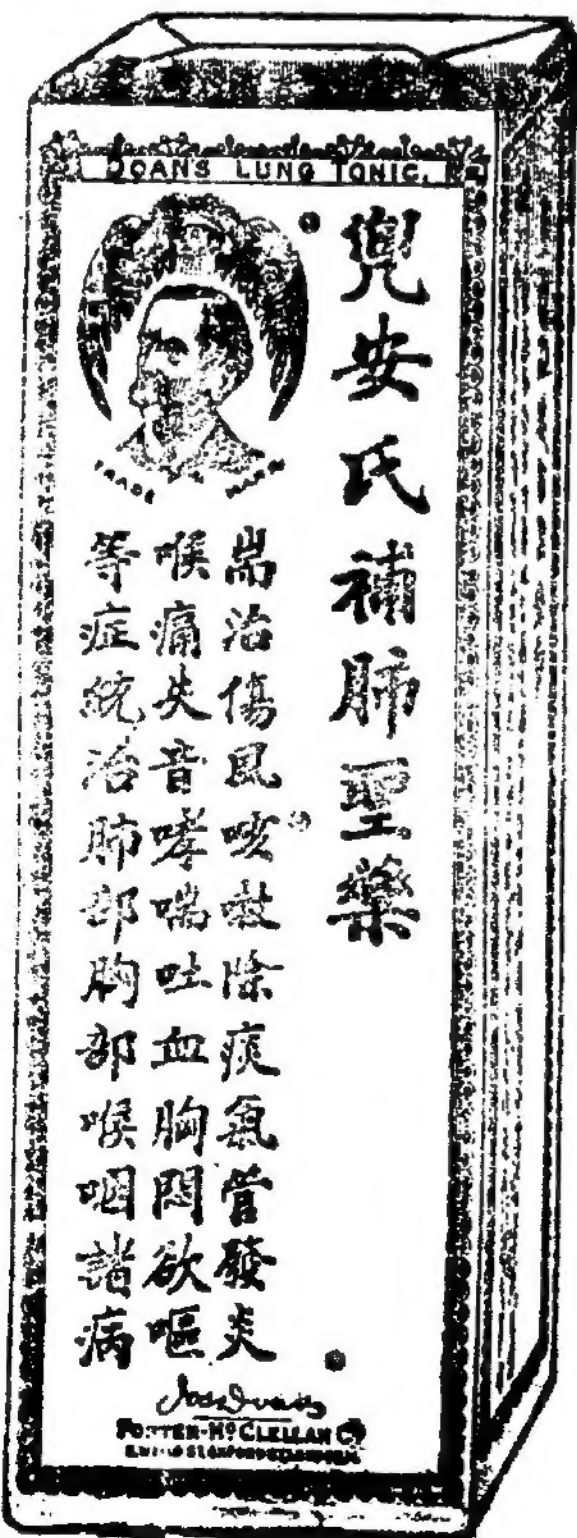 DOAN'S LUNG TONIC.
兜安氏補肺聖藥
TRADE MARK
耑治傷風咳嗽除痰氣管發炎
喉痛失音哮喘吐血胸悶欲嘔
等症統治肺部胸部喉咽諸病
FOSTER-McCLELLAN Co